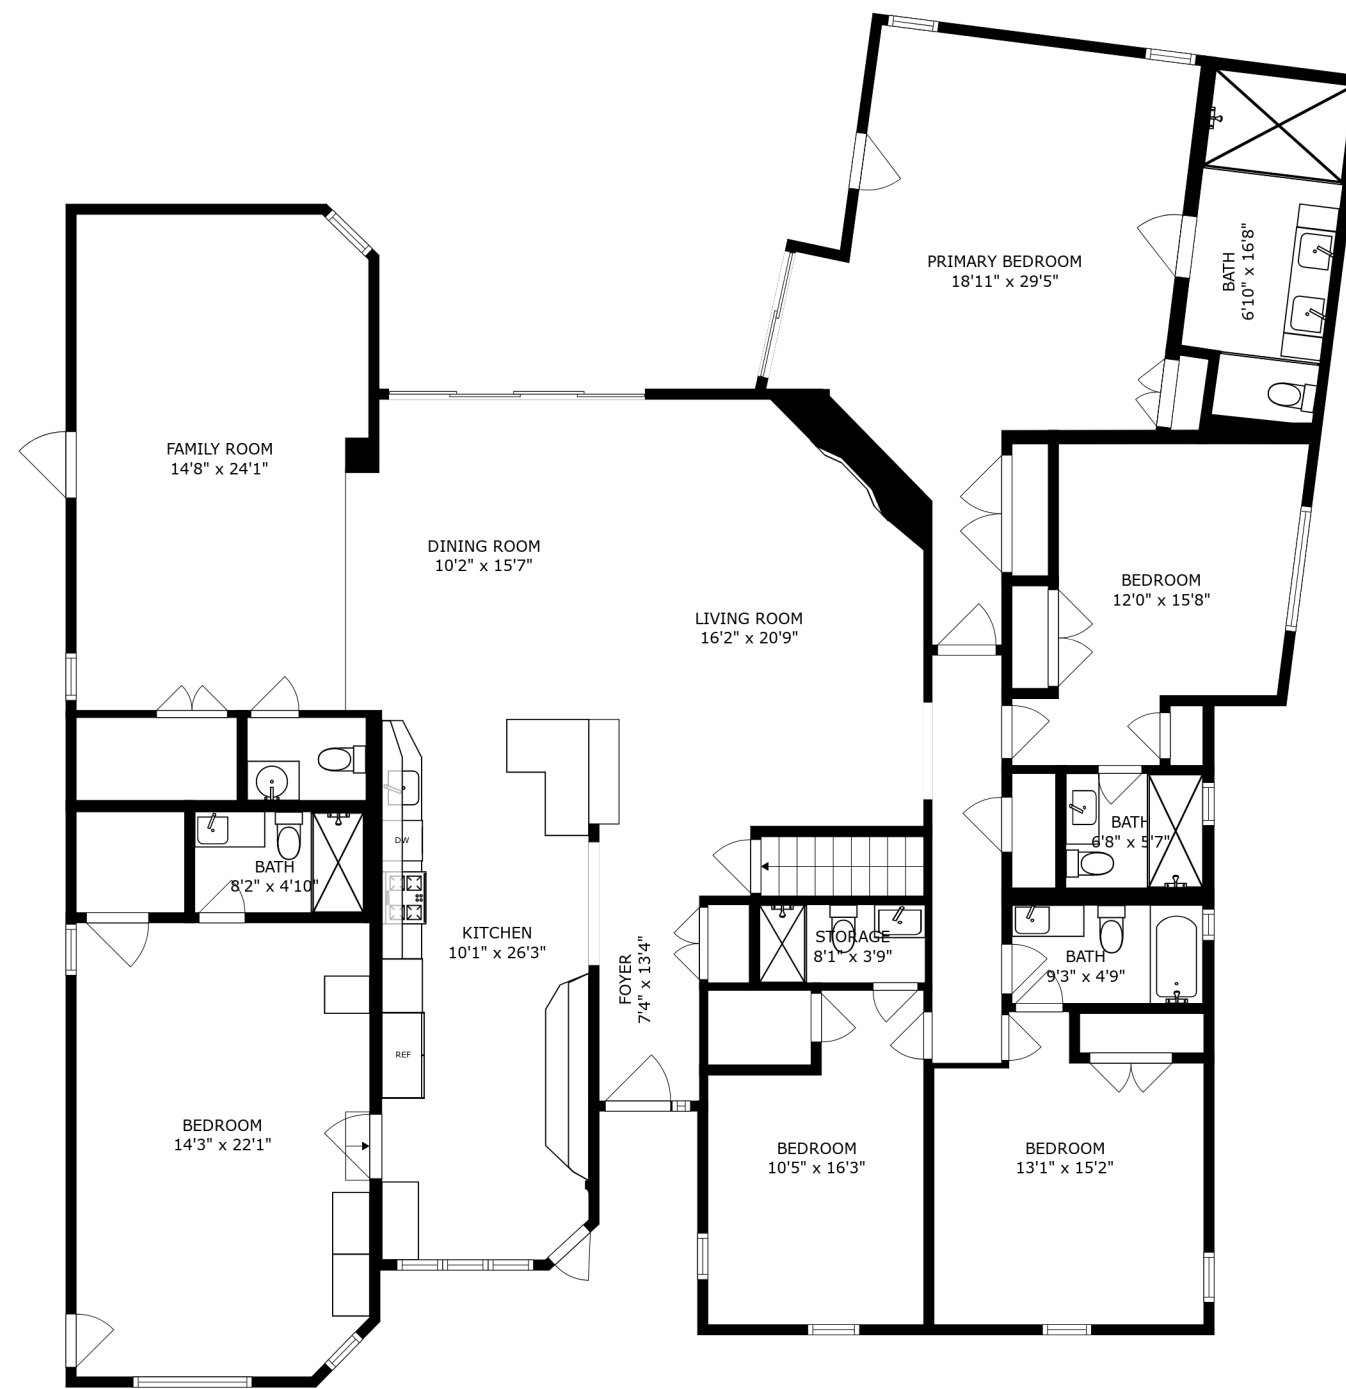 PRIMARY BEDROOM
18'11" x 29'5"
BATH
6'10" x 16'8"
FAMILY ROOM
14'8" x 24'1"
DINING ROOM
10'2" x 15'7"
LIVING ROOM
16'2" x 20'9"
BEDROOM
12'0" x 15'8"
BATH
6'8" x 5'7"
DW
BATH
8'2" x 4'10"
KITCHEN
10'1" x 26'3"
FOYER
7'4" x 13'4"
STORAGE
8'1" x 3'9"
BATH
9'3" x 4'9"
REF
BEDROOM
14'3" x 22'1"
BEDROOM
10'5" x 16'3"
BEDROOM
13'1" x 15'2"